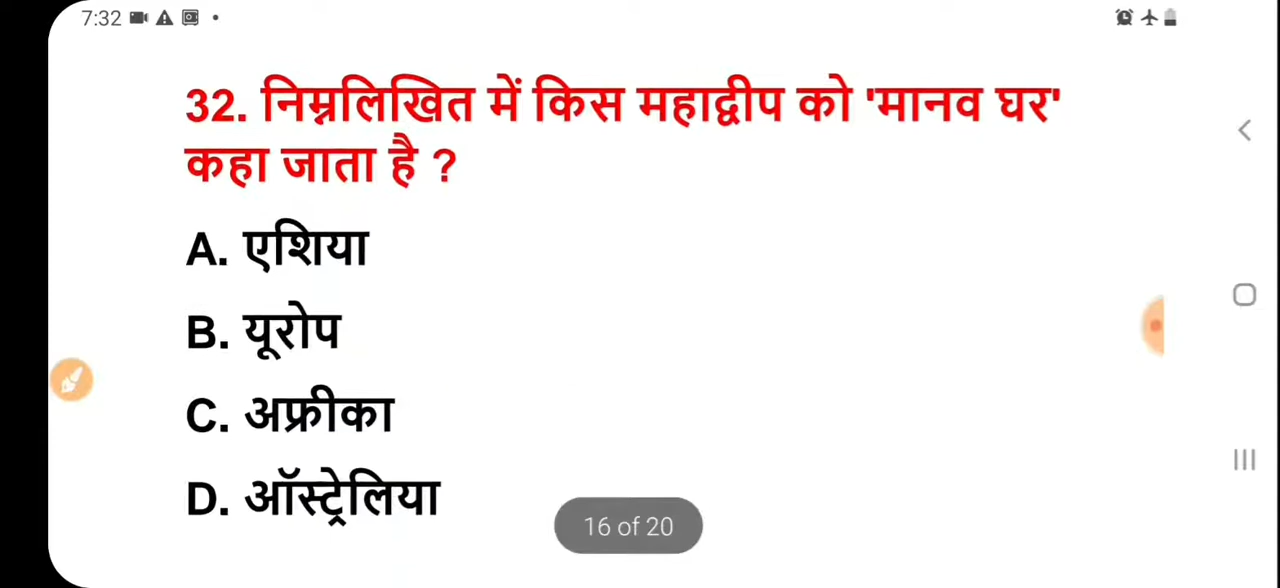 7:32
32. निम्नलिखित में किस महाद्वीप को 'मानव घर'
कहा जाता है ?
A. एशिया
B. यूरोप
C. अफ्रीका
D. ऑस्ट्रेलिया
16 of 20